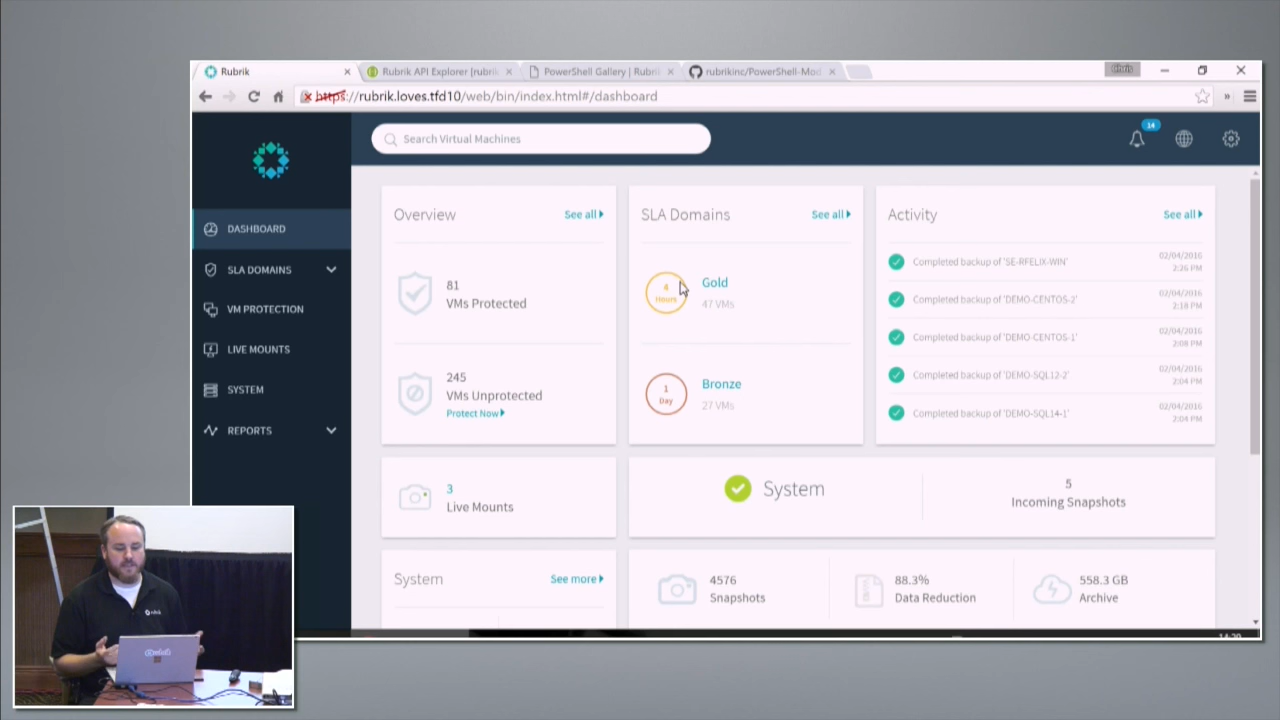 Rubrik
Rubrik API Explorer (rubrik
PowerShell Gallery | Rubrik
rubrikinc/PowerShell-Mod
Chris
https://rubrik.loves.tfd10/web/bin/index.html#/dashboard
Search Virtual Machines
14
DASHBOARD
SLA DOMAINS
VM PROTECTION
LIVE MOUNTS
SYSTEM
REPORTS
Overview
See all
81
VMs Protected
245
VMs Unprotected
Protect Now
SLA Domains
See all
4
Hours
Gold
47 VMs
1
Day
Bronze
27 VMs
Activity
See all
Completed backup of 'SE-RFELIX-WIN'
02/04/2016
2:26 PM
Completed backup of 'DEMO-CENTOS-2'
02/04/2016
2:18 PM
Completed backup of 'DEMO-CENTOS-1'
02/04/2016
2:08 PM
Completed backup of 'DEMO-SQL12-2'
02/04/2016
2:04 PM
Completed backup of 'DEMO-SQL14-1'
02/04/2016
2:04 PM
3
Live Mounts
System
5
Incoming Snapshots
System
See more
4576
Snapshots
88.3%
Data Reduction
558.3 GB
Archive
rubrik